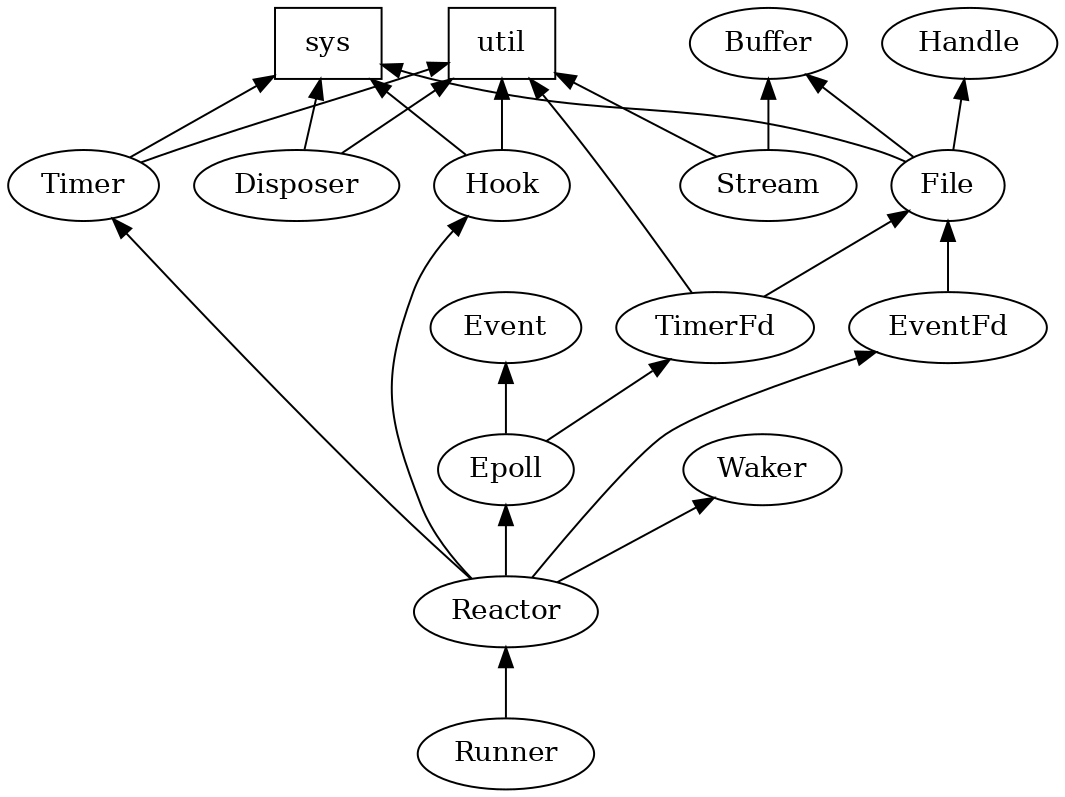 sys
util
Buffer
Handle
Timer
Disposer
Hook
Stream
File
Event
TimerFd
EventFd
Epoll
Waker
Reactor
Runner